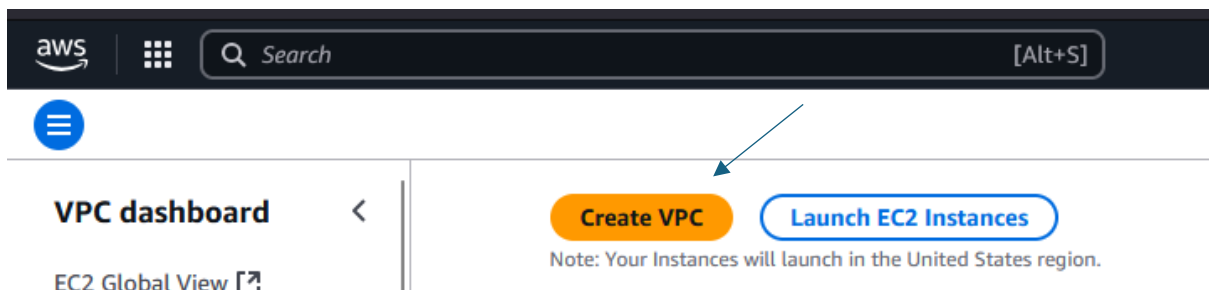 aws
Search [Alt+S]
VPC dashboard
Create VPC Launch EC2 Instances
Note: Your Instances will launch in the United States region.
EC2 Global View